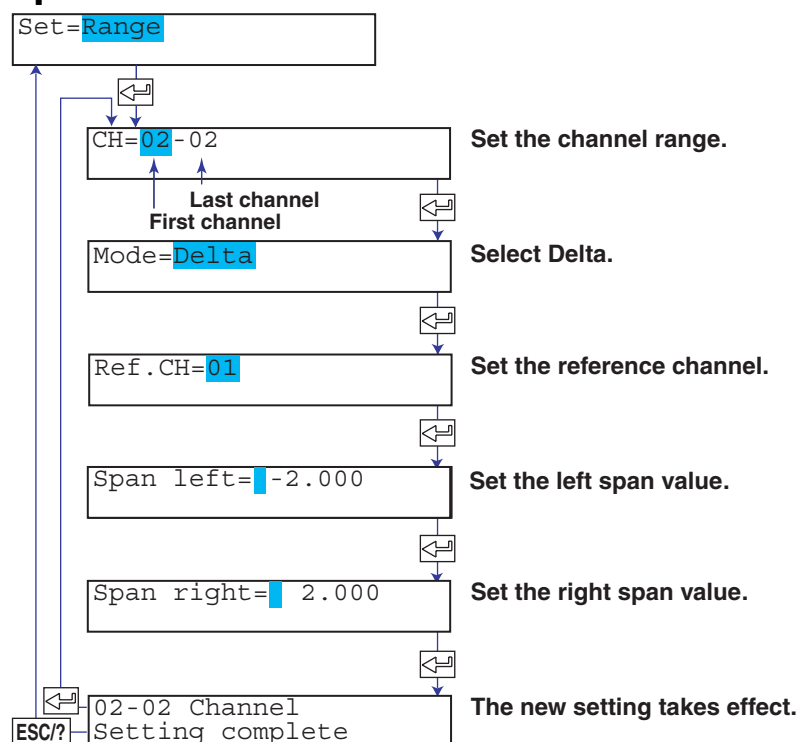 Set=Range
CH=02-02
Set the channel range.
Last channel
First channel
Mode=Delta
Select Delta.
Ref.CH=01
Set the reference channel.
Span left= -2.000
Set the left span value.
Span right=  2.000
Set the right span value.
02-02 Channel
The new setting takes effect.
ESC/?
Setting complete